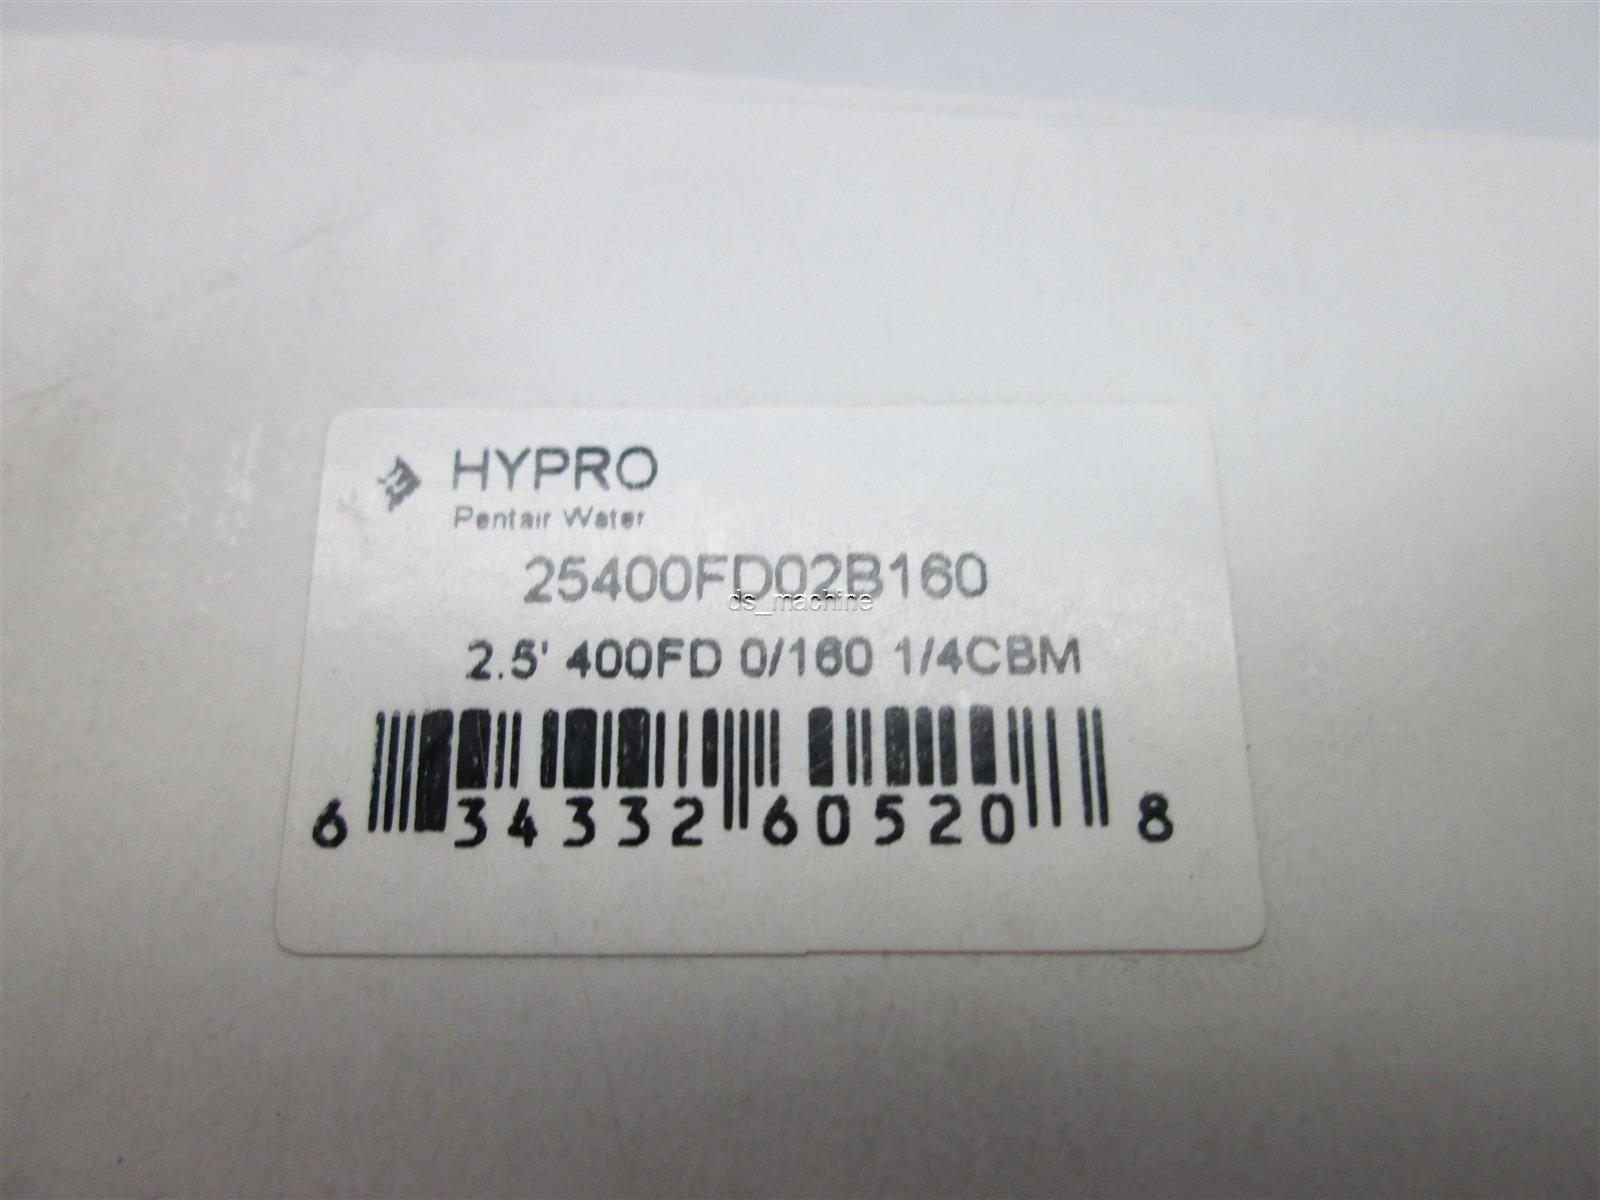 HYPRO
Pentair Water
25400FD02B160
ds_machine
2.5' 400FD 0/160 1/4CBM
6 34332 60520 8